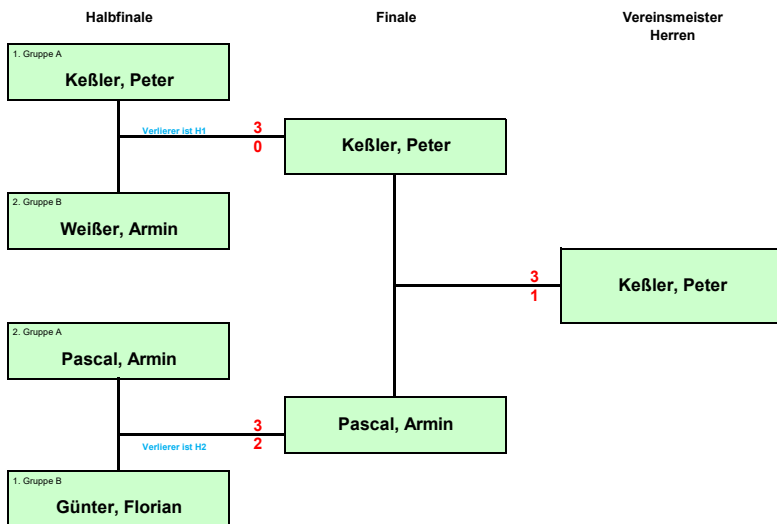 Halbfinale
Finale
Vereinsmeister
Herren
1. Gruppe A
Keßler, Peter
Verlierer ist H1
3
0
Keßler, Peter
2. Gruppe B
Weißer, Armin
3
1
Keßler, Peter
2. Gruppe A
Pascal, Armin
Verlierer ist H2
3
2
Pascal, Armin
1. Gruppe B
Günter, Florian